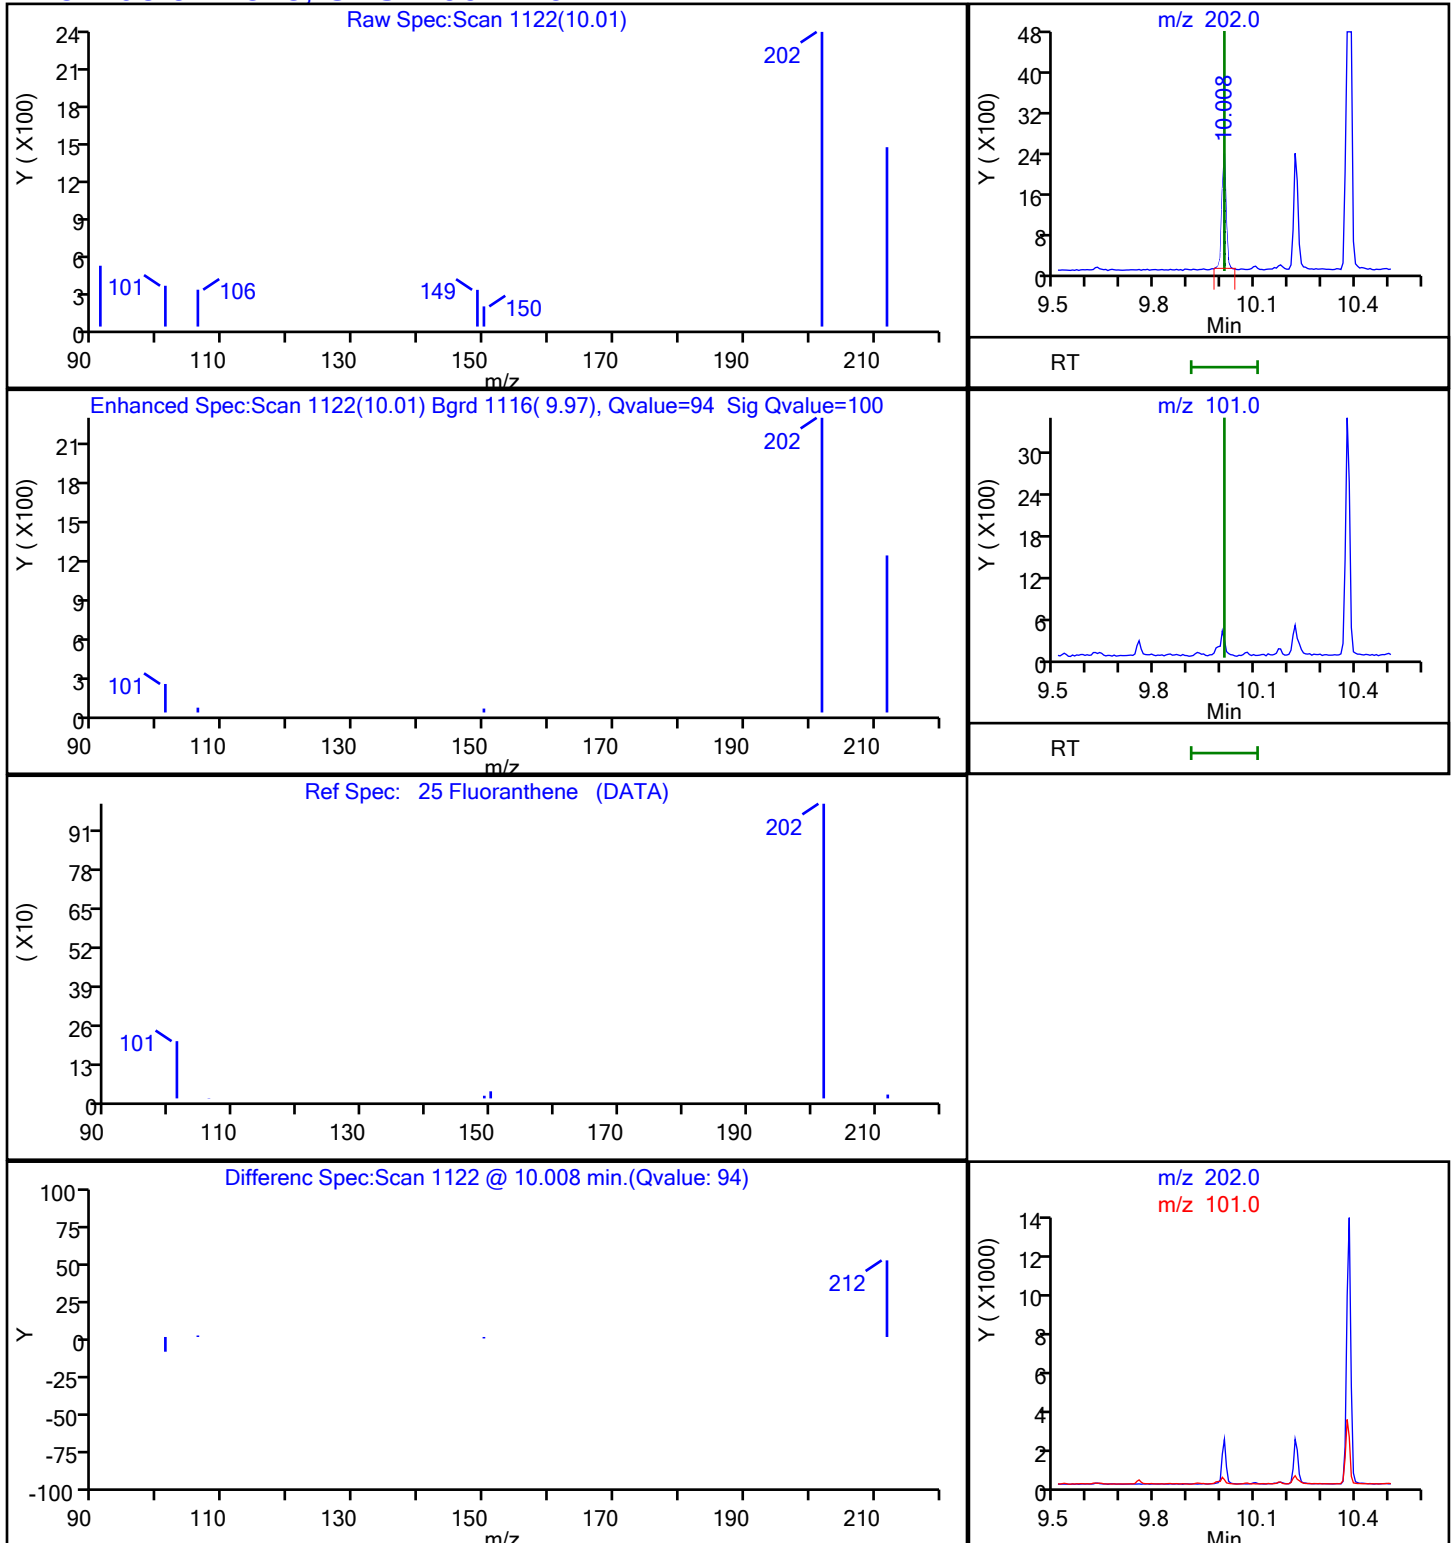 Raw Spec:Scan 1122(10.01)
Y ( X100)
24
21
18
15
12
9
6
3
0
202
101
106
149
150
90 110 130 150 170 190 210
m/z
m/z 202.0
Y ( X100)
48
40
32
24
16
8
0
10.008
9.5 9.8 10.1 10.4
Min
RT
Enhanced Spec:Scan 1122(10.01) Bgrd 1116( 9.97), Qvalue=94 Sig Qvalue=100
Y ( X100)
21
18
15
12
9
6
3
0
202
101
90 110 130 150 170 190 210
m/z
m/z 101.0
Y ( X100)
30
24
18
12
6
0
9.5 9.8 10.1 10.4
Min
RT
Ref Spec: 25 Fluoranthene (DATA)
( X10)
91
78
65
52
39
26
13
0
202
101
90 110 130 150 170 190 210
Differenc Spec:Scan 1122 @ 10.008 min.(Qvalue: 94)
Y
100
75
50
25
0
-25
-50
-75
-100
212
90 110 130 150 170 190 210
m/z
m/z 202.0
m/z 101.0
Y ( X1000)
14
12
10
8
6
4
2
0
9.5 9.8 10.1 10.4
Min